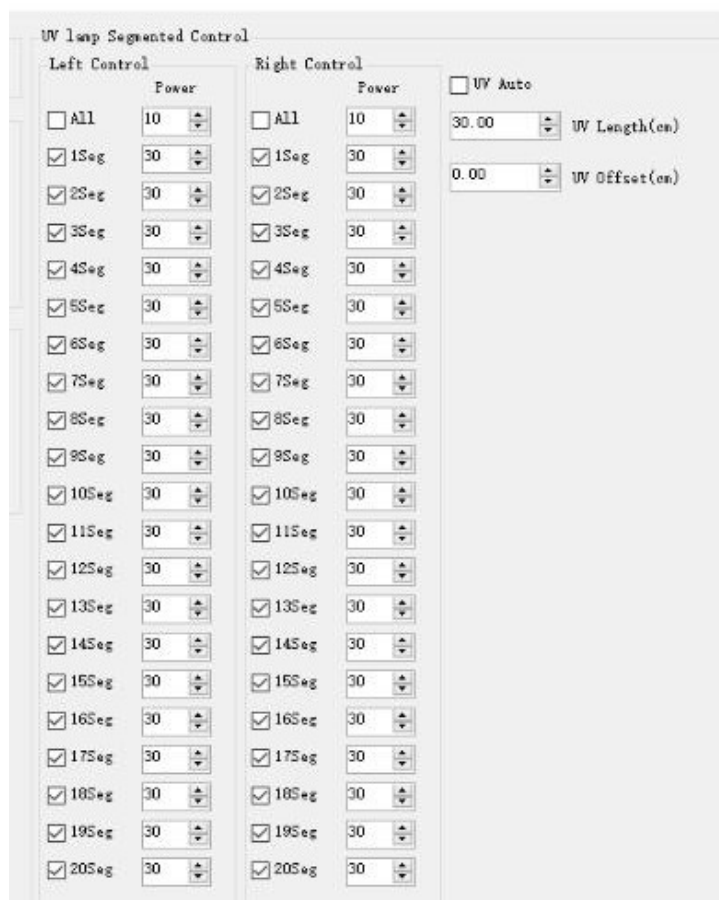 UV lamp Segmented Control
Left Control Right Control
Power Power UV Auto
All 10 All 10 30.00 UV Length(cm)
1Seg 30 1Seg 30
2Seg 30 2Seg 30 0.00 UV Offset(cm)
3Seg 30 3Seg 30
4Seg 30 4Seg 30
5Seg 30 5Seg 30
6Seg 30 6Seg 30
7Seg 30 7Seg 30
8Seg 30 8Seg 30
9Seg 30 9Seg 30
10Seg 30 10Seg 30
11Seg 30 11Seg 30
12Seg 30 12Seg 30
13Seg 30 13Seg 30
14Seg 30 14Seg 30
15Seg 30 15Seg 30
16Seg 30 16Seg 30
17Seg 30 17Seg 30
18Seg 30 18Seg 30
19Seg 30 19Seg 30
20Seg 30 20Seg 30